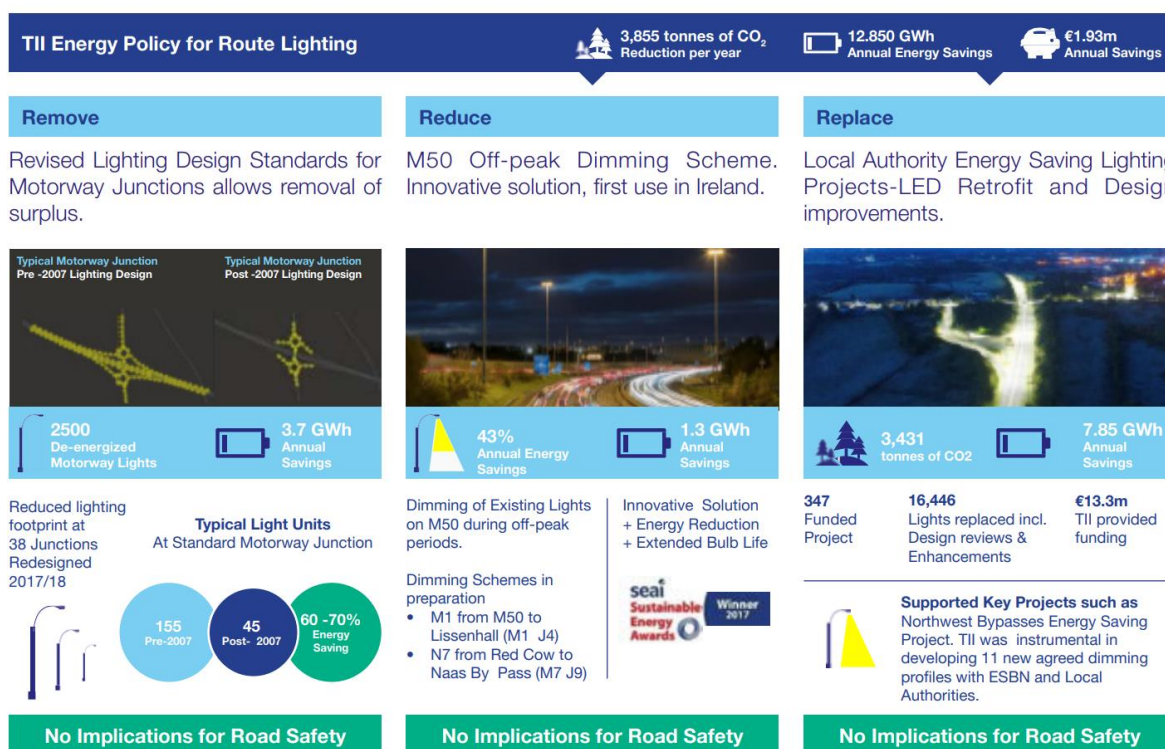 TII Energy Policy for Route Lighting
3,855 tonnes of CO2
Reduction per year
12.850 GWh
Annual Energy Savings
€1.93m
Annual Savings
Remove
Revised Lighting Design Standards for
Motorway Junctions allows removal of
surplus.
Typical Motorway Junction
Pre -2007 Lighting Design
Typical Motorway Junction
Post -2007 Lighting Design
2500
De-energized
Motorway Lights
3.7 GWh
Annual
Savings
Reduced lighting
footprint at
38 Junctions
Redesigned
2017/18
Typical Light Units
At Standard Motorway Junction
155
Pre-2007
45
Post- 2007
60 -70%
Energy
Saving
No Implications for Road Safety
Reduce
M50 Off-peak Dimming Scheme.
Innovative solution, first use in Ireland.
43%
Annual Energy
Savings
1.3 GWh
Annual
Savings
Dimming of Existing Lights
on M50 during off-peak
periods.
Dimming Schemes in
preparation
• M1 from M50 to
Lissenhall (M1 J4)
• N7 from Red Cow to
Naas By Pass (M7 J9)
Innovative Solution
+ Energy Reduction
+ Extended Bulb Life
seai
Sustainable
Energy
Awards
Winner
2017
No Implications for Road Safety
Replace
Local Authority Energy Saving Lighting
Projects-LED Retrofit and Design
improvements.
3,431
tonnes of CO2
7.85 GWh
Annual
Savings
347
Funded
Project
16,446
Lights replaced incl.
Design reviews &
Enhancements
€13.3m
TII provided
funding
Supported Key Projects such as
Northwest Bypasses Energy Saving
Project. TII was instrumental in
developing 11 new agreed dimming
profiles with ESBN and Local
Authorities.
No Implications for Road Safety